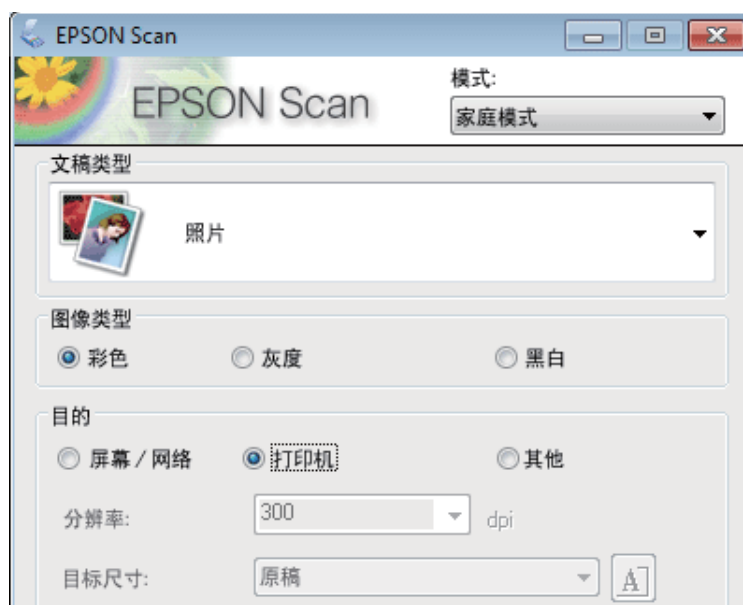 EPSON Scan
EPSON Scan
模式:
家庭模式
文稿类型
照片
图像类型
彩色 灰度 黑白
目的
屏幕 / 网络 打印机 其他
分辨率: 300 dpi
目标尺寸: 原稿 A